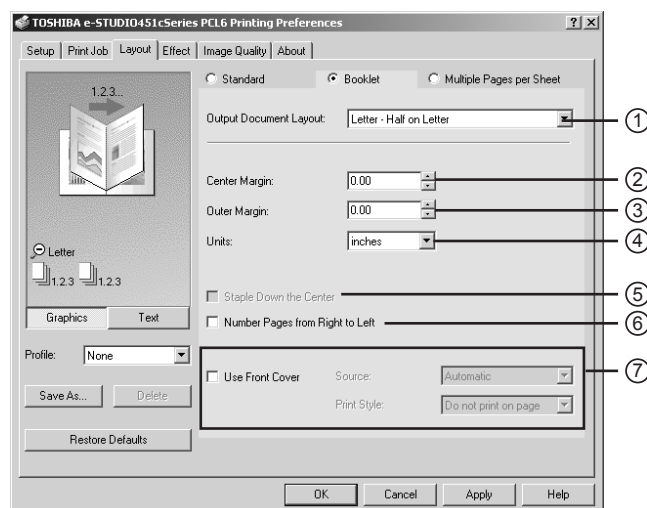 TOSHIBA e-STUDIO451cSeries PCL6 Printing Preferences
Setup Print Job Layout Effect Image Quality About
1.2.3...
Standard Booklet Multiple Pages per Sheet
Output Document Layout: Letter - Half on Letter 1
Center Margin: 0.00 2
Outer Margin: 0.00 3
Units: inches 4
Letter
1.2.3 1.2.3
Graphics Text
Staple Down the Center 5
Number Pages from Right to Left 6
Profile: None
Save As... Delete
Restore Defaults
Use Front Cover Source: Automatic 7
Print Style: Do not print on page
OK Cancel Apply Help